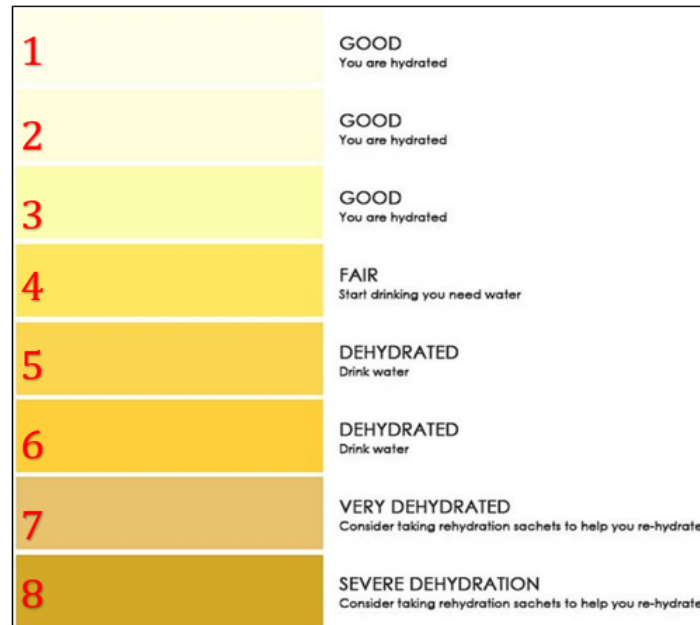 1
GOOD
You are hydrated
2
GOOD
You are hydrated
3
GOOD
You are hydrated
4
FAIR
Start drinking you need water
5
DEHYDRATED
Drink water
6
DEHYDRATED
Drink water
7
VERY DEHYDRATED
Consider taking rehydration sachets to help you re-hydrate
8
SEVERE DEHYDRATION
Consider taking rehydration sachets to help you re-hydrate